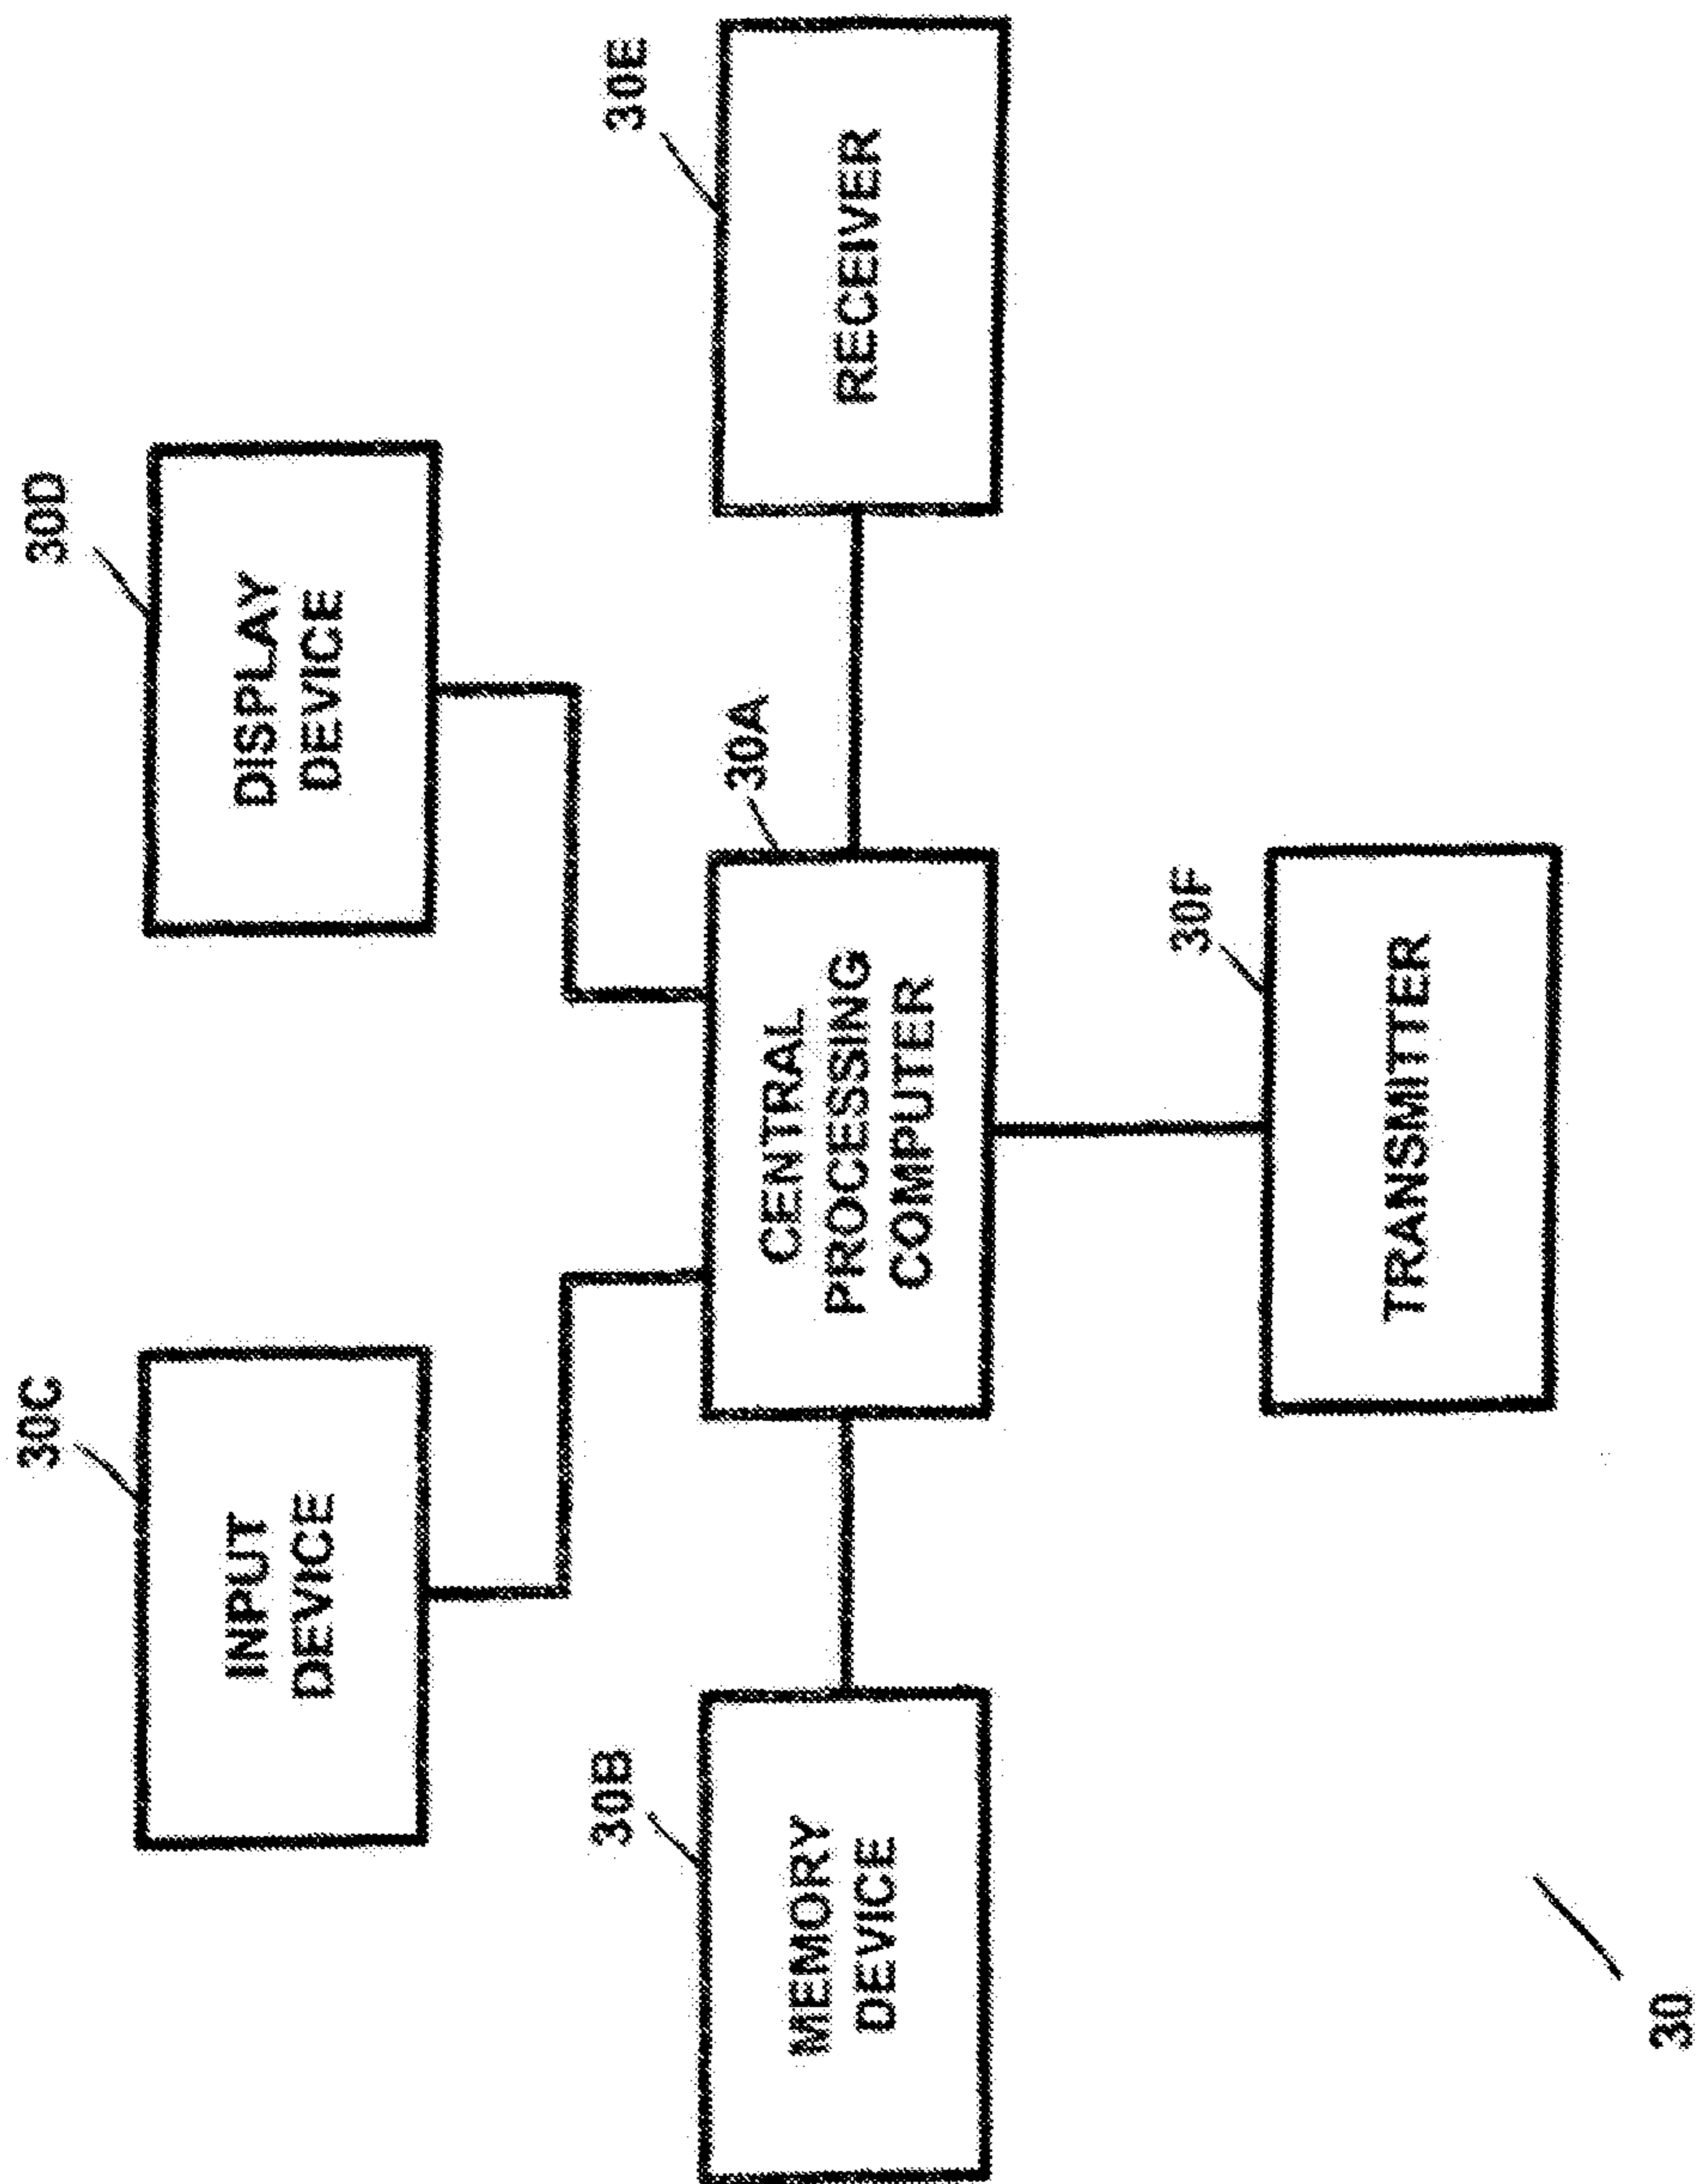 30C
INPUT
DEVICE
30D
DISPLAY
DEVICE
30B
MEMORY
DEVICE
30A
CENTRAL
PROCESSING
COMPUTER
30E
RECEIVER
30F
TRANSMITTER
30